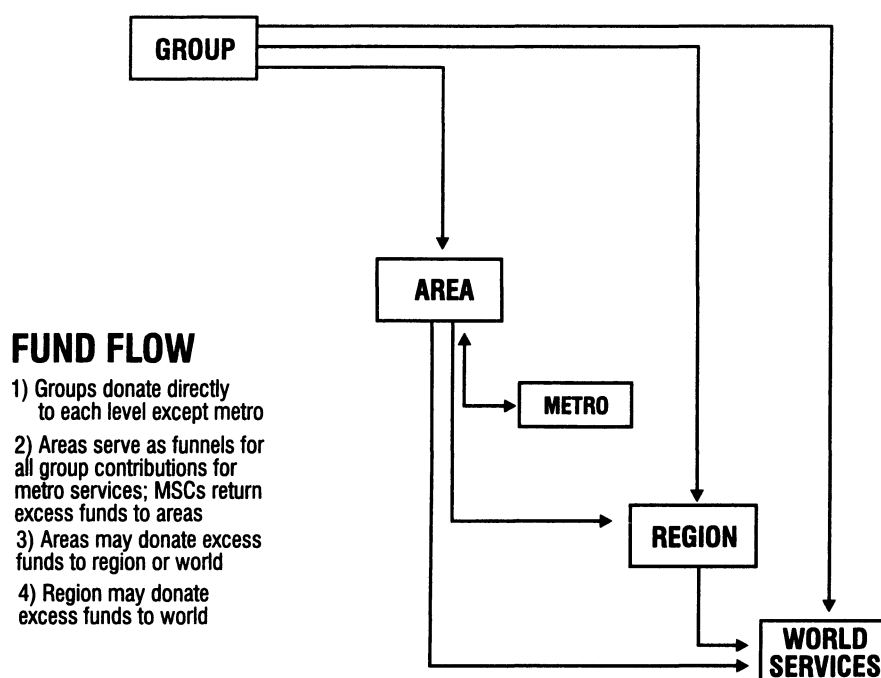 GROUP
AREA
FUND FLOW
1) Groups donate directly
to each level except metro
METRO
2) Areas serve as funnels for
all group contributions for
metro services; MSCs return
excess funds to areas
3) Areas may donate excess
funds to region or world
REGION
4) Region may donate
excess funds to world
WORLD
SERVICES